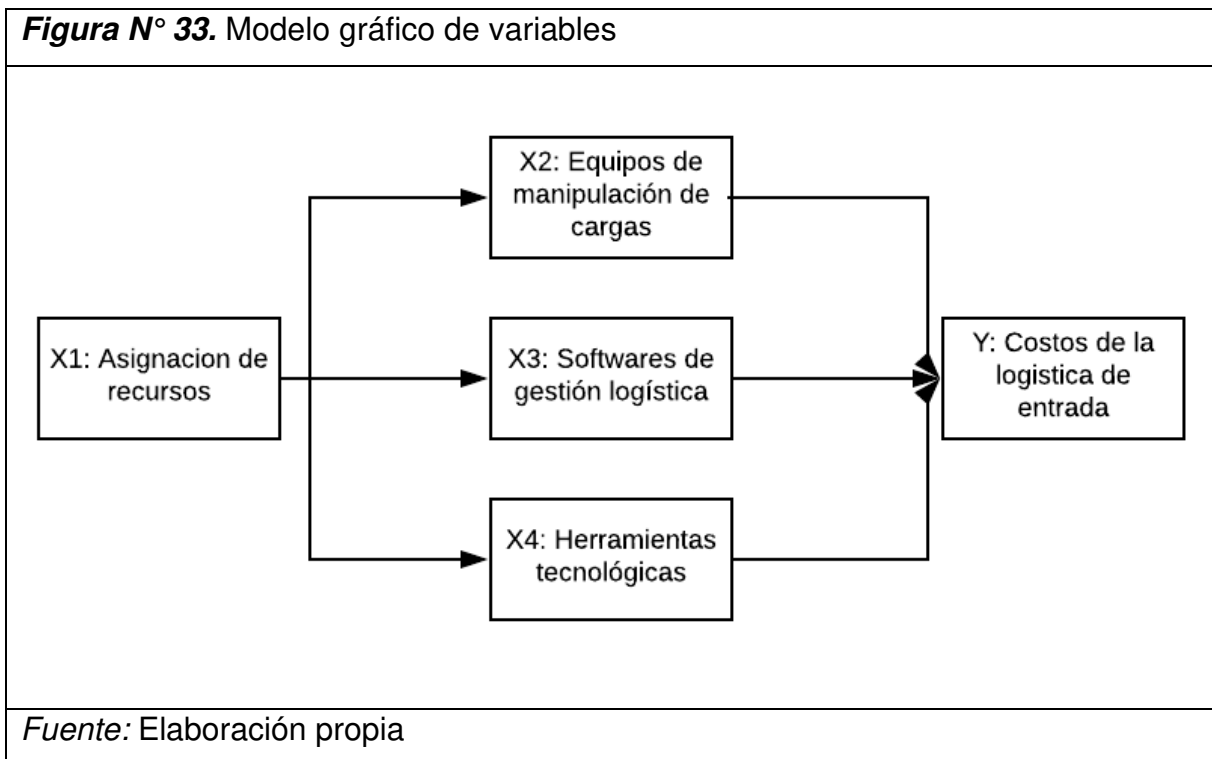 Figura N° 33. Modelo gráfico de variables
X2: Equipos de
manipulación de
cargas
X1: Asignacion de
recursos
X3: Softwares de
gestión logística
Y: Costos de la
logistica de
entrada
X4: Herramientas
tecnológicas
Fuente: Elaboración propia